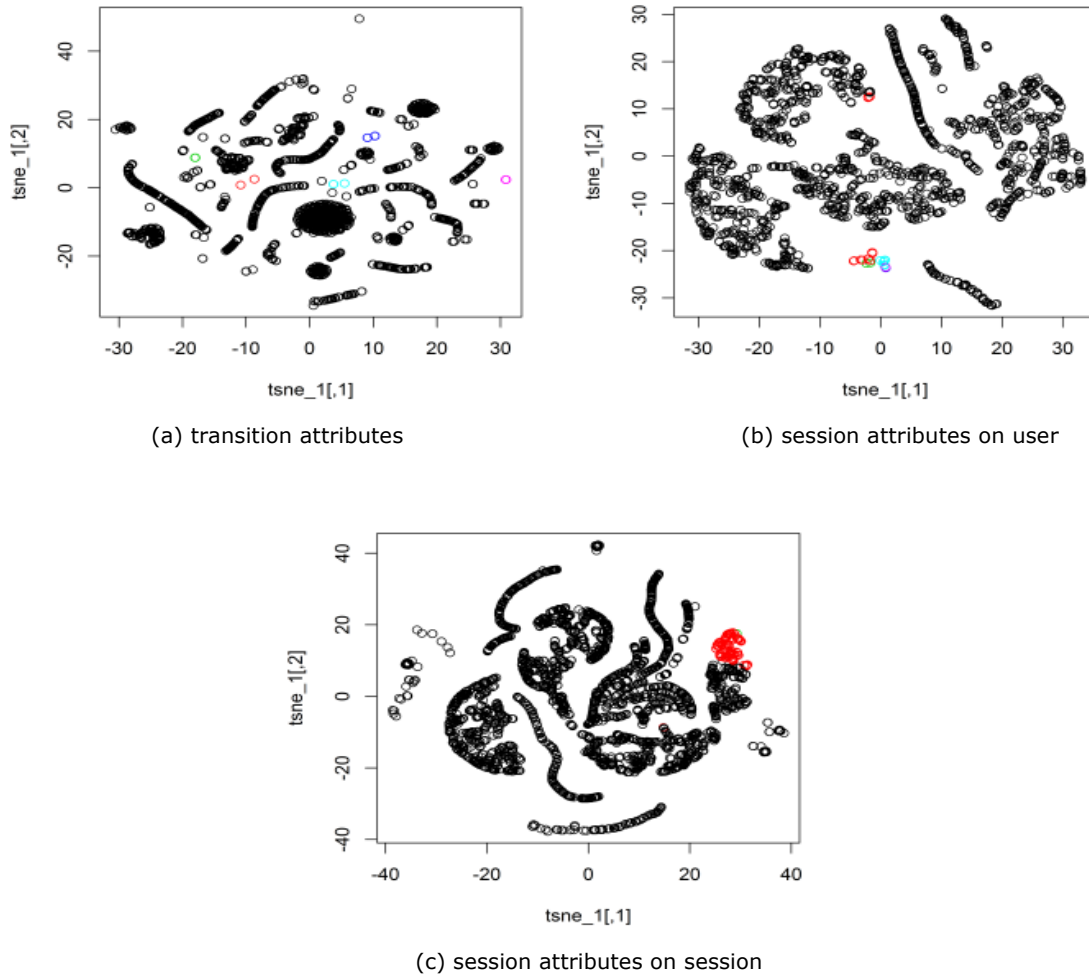 40
20
0
-20
tsne_1[,2]
-30 -20 -10 0 10 20 30
tsne_1[,1]
(a) transition attributes
30
20
10
0
-10
-20
-30
tsne_1[,2]
-30 -20 -10 0 10 20 30
tsne_1[,1]
(b) session attributes on user
40
20
0
-20
-40
tsne_1[,2]
-40 -20 0 20 40
tsne_1[,1]
(c) session attributes on session